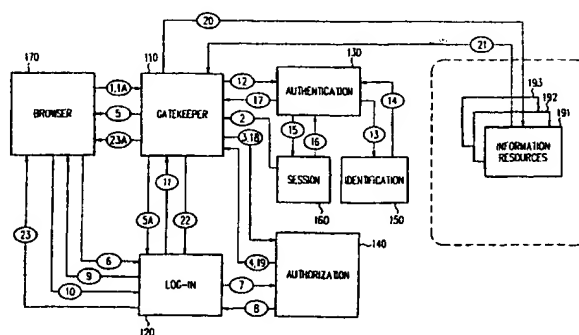 20
170
110
130
21
1,1A
12
14
193
192
191
BROWSER
5
GATEKEEPER
17
AUTHENTICATION
2
23A
3,18
15
16
13
INFORMATION
RESOURCES
11
SESSION
IDENTIFICATION
23
5A
22
160
150
6
4,19
140
9
LOG-IN
7
AUTHORIZATION
10
8
120